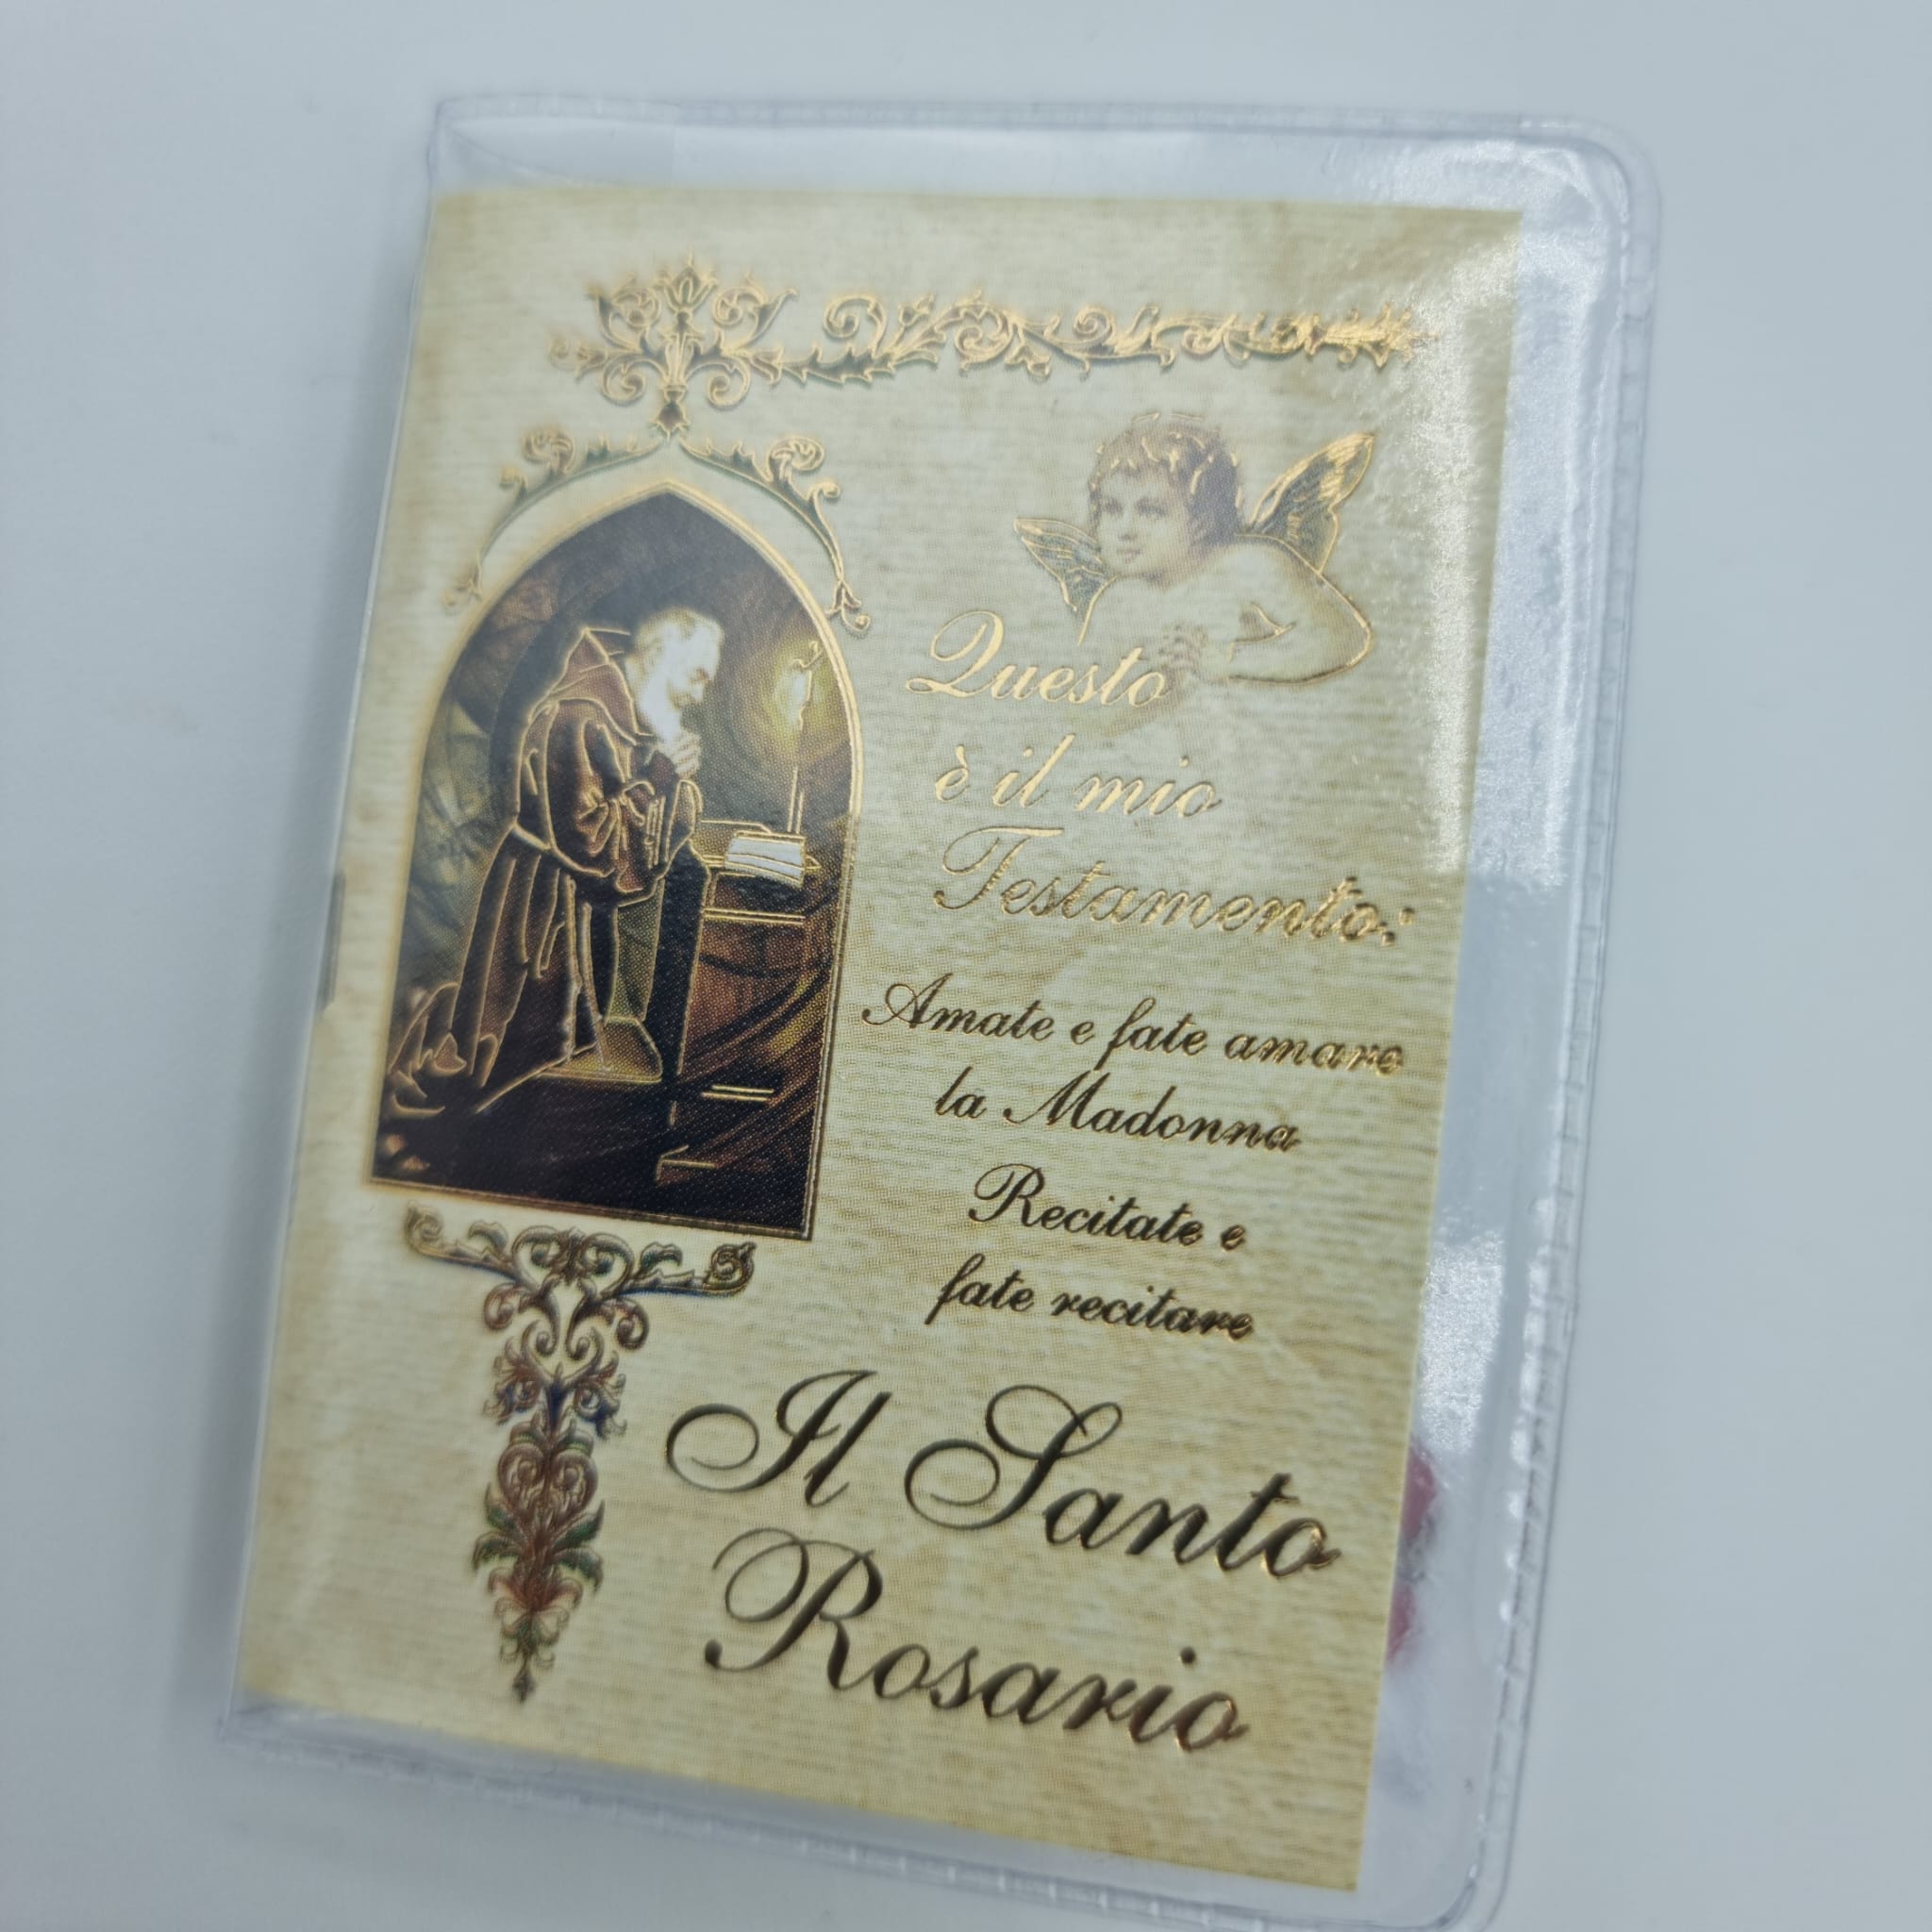 Questo
è il mio
Testamento:
Amate e fate amare
la Madonna
Recitate e
fate recitare
Il Santo
Rosario